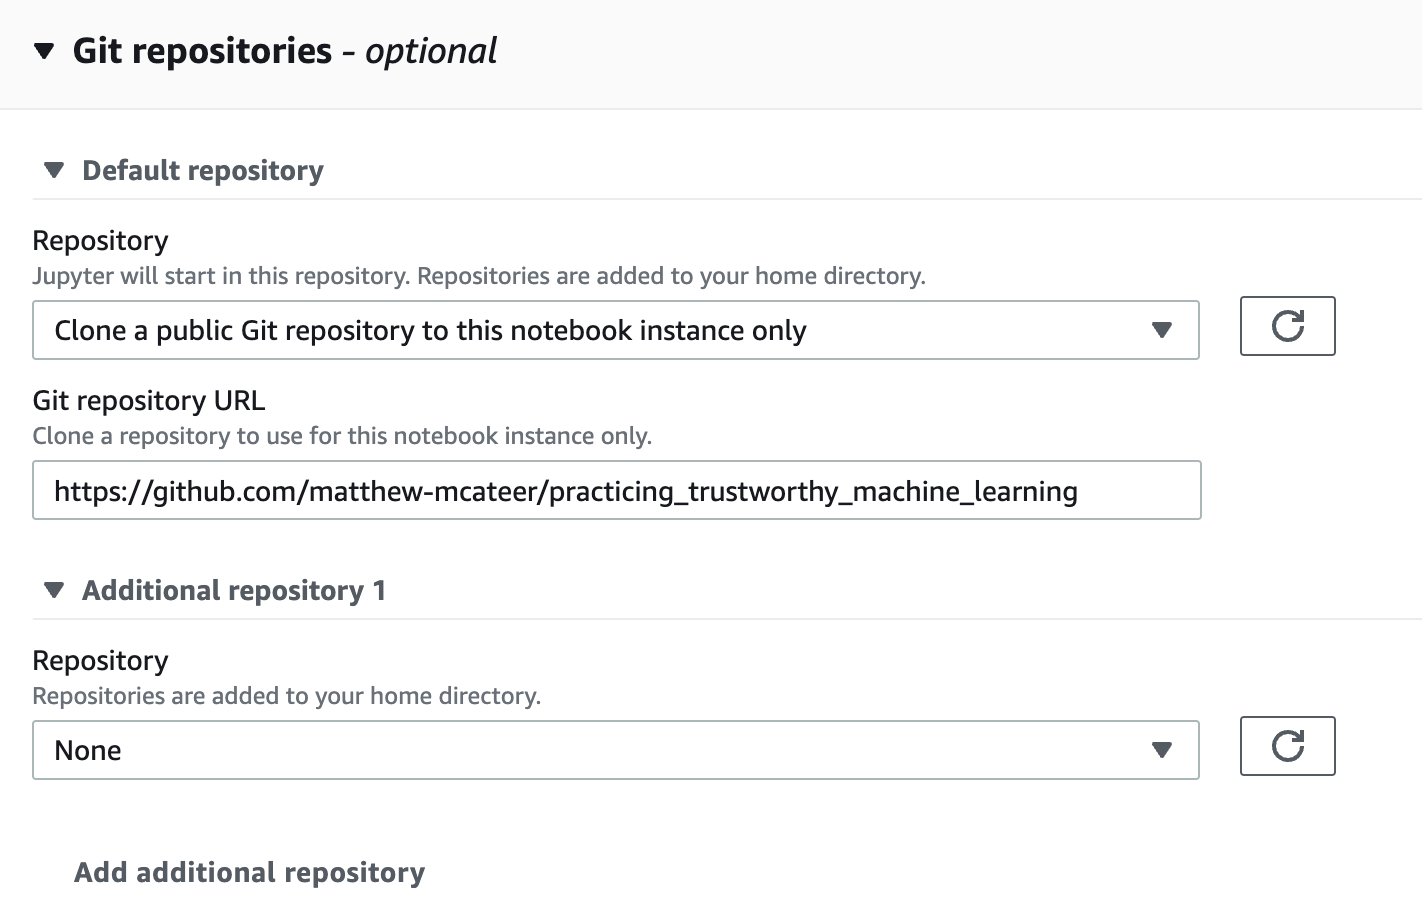 Git repositories - optional
Default repository
Repository
Jupyter will start in this repository. Repositories are added to your home directory.
Clone a public Git repository to this notebook instance only
Git repository URL
Clone a repository to use for this notebook instance only.
https://github.com/matthew-mcateer/practicing_trustworthy_machine_learning
Additional repository 1
Repository
Repositories are added to your home directory.
None
Add additional repository